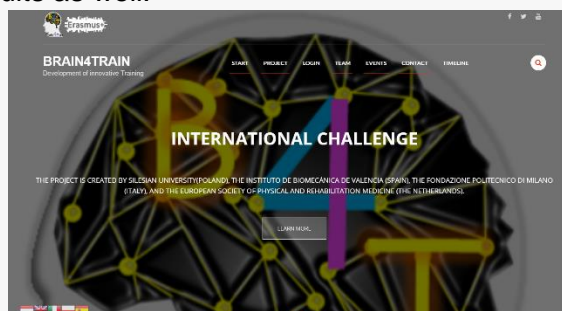 Erasmus+
BRAIN4TRAIN
Development of innovative Training
START PROJECT LOGIN TEAM EVENTS CONTACT TIMELINE
B4T
INTERNATIONAL CHALLENGE
THE PROJECT IS CREATED BY SILESIAN UNIVERSITY(POLAND), THE INSTITUTO DE BIOMECÁNICA DE VALENCIA (SPAIN), THE FONDAZIONE POLITECNICO DI MILANO
(ITALY), AND THE EUROPEAN SOCIETY OF PHYSICAL AND REHABILITATION MEDICINE (THE NETHERLANDS).
LEARN MORE